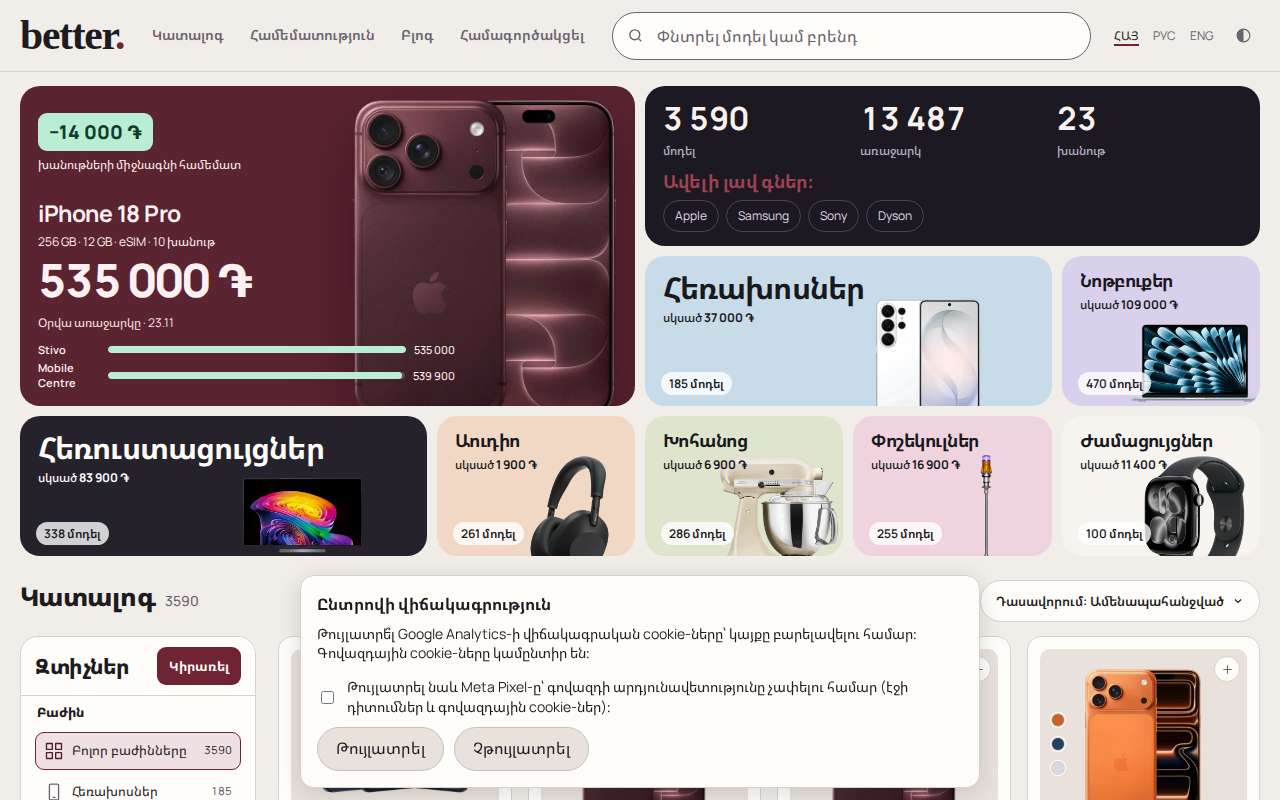 better.
Կատալոգ
Համեմատություն
Բլոգ
Համագործակցել
Փնտրել մոդել կամ բրենդ
ՀԱՅ
РУС
ENG
−14 000 ֏
խանութների միջնագնի համեմատ
iPhone 18 Pro
256 GB · 12 GB · eSIM · 10 խանութ
535 000 ֏
Օրվա առաջարկը · 23.11
Stivo
535 000
Mobile Centre
539 900
3 590
մոդել
13 487
առաջարկ
23
խանութ
Ավելի լավ գներ:
Apple
Samsung
Sony
Dyson
Հեռախոսներ
սկսած 37 000 ֏
185 մոդել
Նոթբուքեր
սկսած 109 000 ֏
470 մոդել
Հեռուստացույցներ
սկսած 83 900 ֏
338 մոդել
Աուդիո
սկսած 1 900 ֏
261 մոդել
Խոհանոց
սկսած 6 900 ֏
286 մոդել
Փոշեկուլներ
սկսած 16 900 ֏
255 մոդել
Ժամացույցներ
սկսած 11 400 ֏
100 մոդել
Կատալոգ 3590
Դասավորում: Ամենապահանջված
Զտիչներ
Կիրառել
Բաժին
Բոլոր բաժինները 3590
Հեռախոսներ 185
Ընտրովի վիճակագրություն
Թույլատրե՞լ Google Analytics-ի վիճակագրական cookie-ները՝ կայքը բարելավելու համար:
Գովազդային cookie-ները կամընտիր են:
Թույլատրել նաև Meta Pixel-ը՝ գովազդի արդյունավետությունը չափելու համար (էջի
դիտումներ և գովազդային cookie-ներ):
Թույլատրել
Չթույլատրել